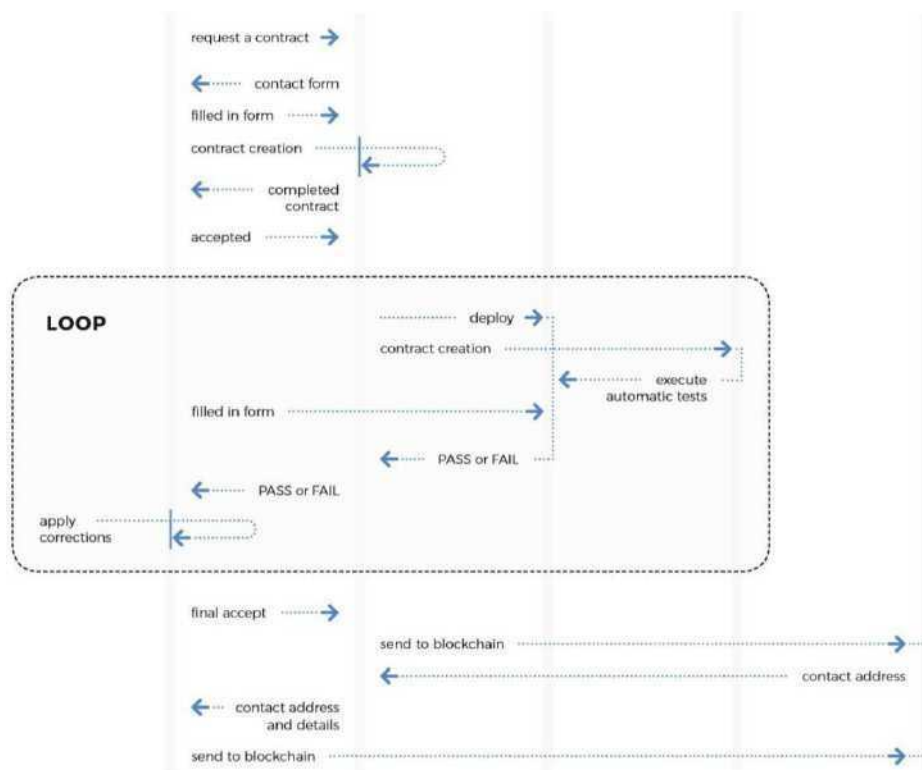 request a contract
contact form
filled in form
contract creation
completed
contract
accepted
LOOP
deploy
contract creation
execute
automatic tests
filled in form
PASS or FAIL
PASS or FAIL
apply
corrections
final accept
send to blockchain
contact address
contact address
and details
send to blockchain